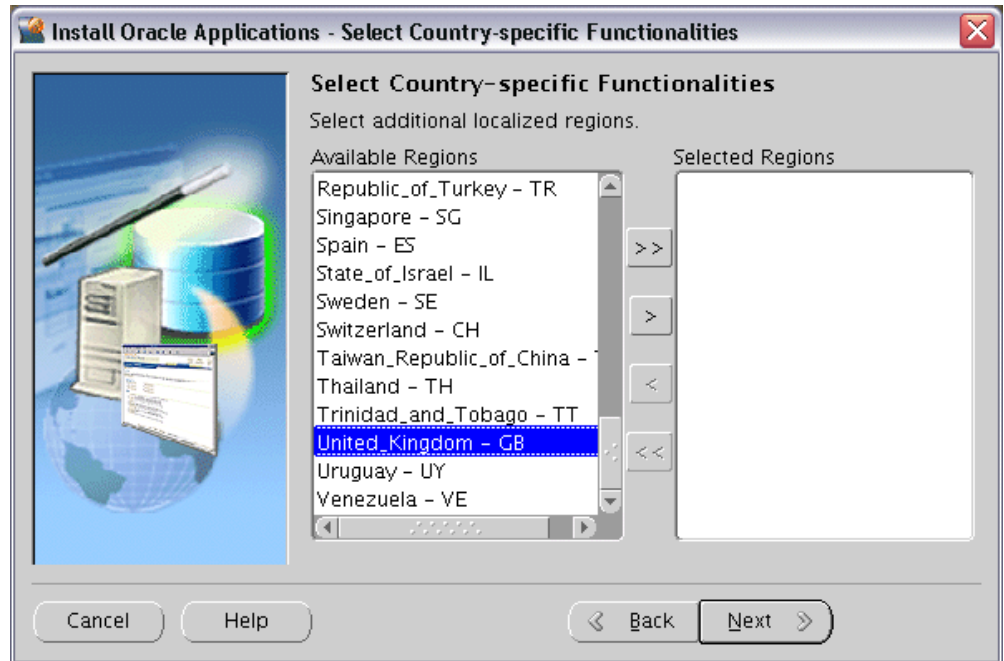 Install Oracle Applications - Select Country-specific Functionalities
Select Country-specific Functionalities
Select additional localized regions.
Available Regions
Selected Regions
Republic_of_Turkey - TR
Singapore - SG
Spain - ES
State_of_Israel - IL
Sweden - SE
Switzerland - CH
Taiwan_Republic_of_China -
Thailand - TH
Trinidad_and_Tobago - TT
United_Kingdom - GB
Uruguay - UY
Venezuela - VE
>>
>
<
<<
Cancel
Help
Back
Next